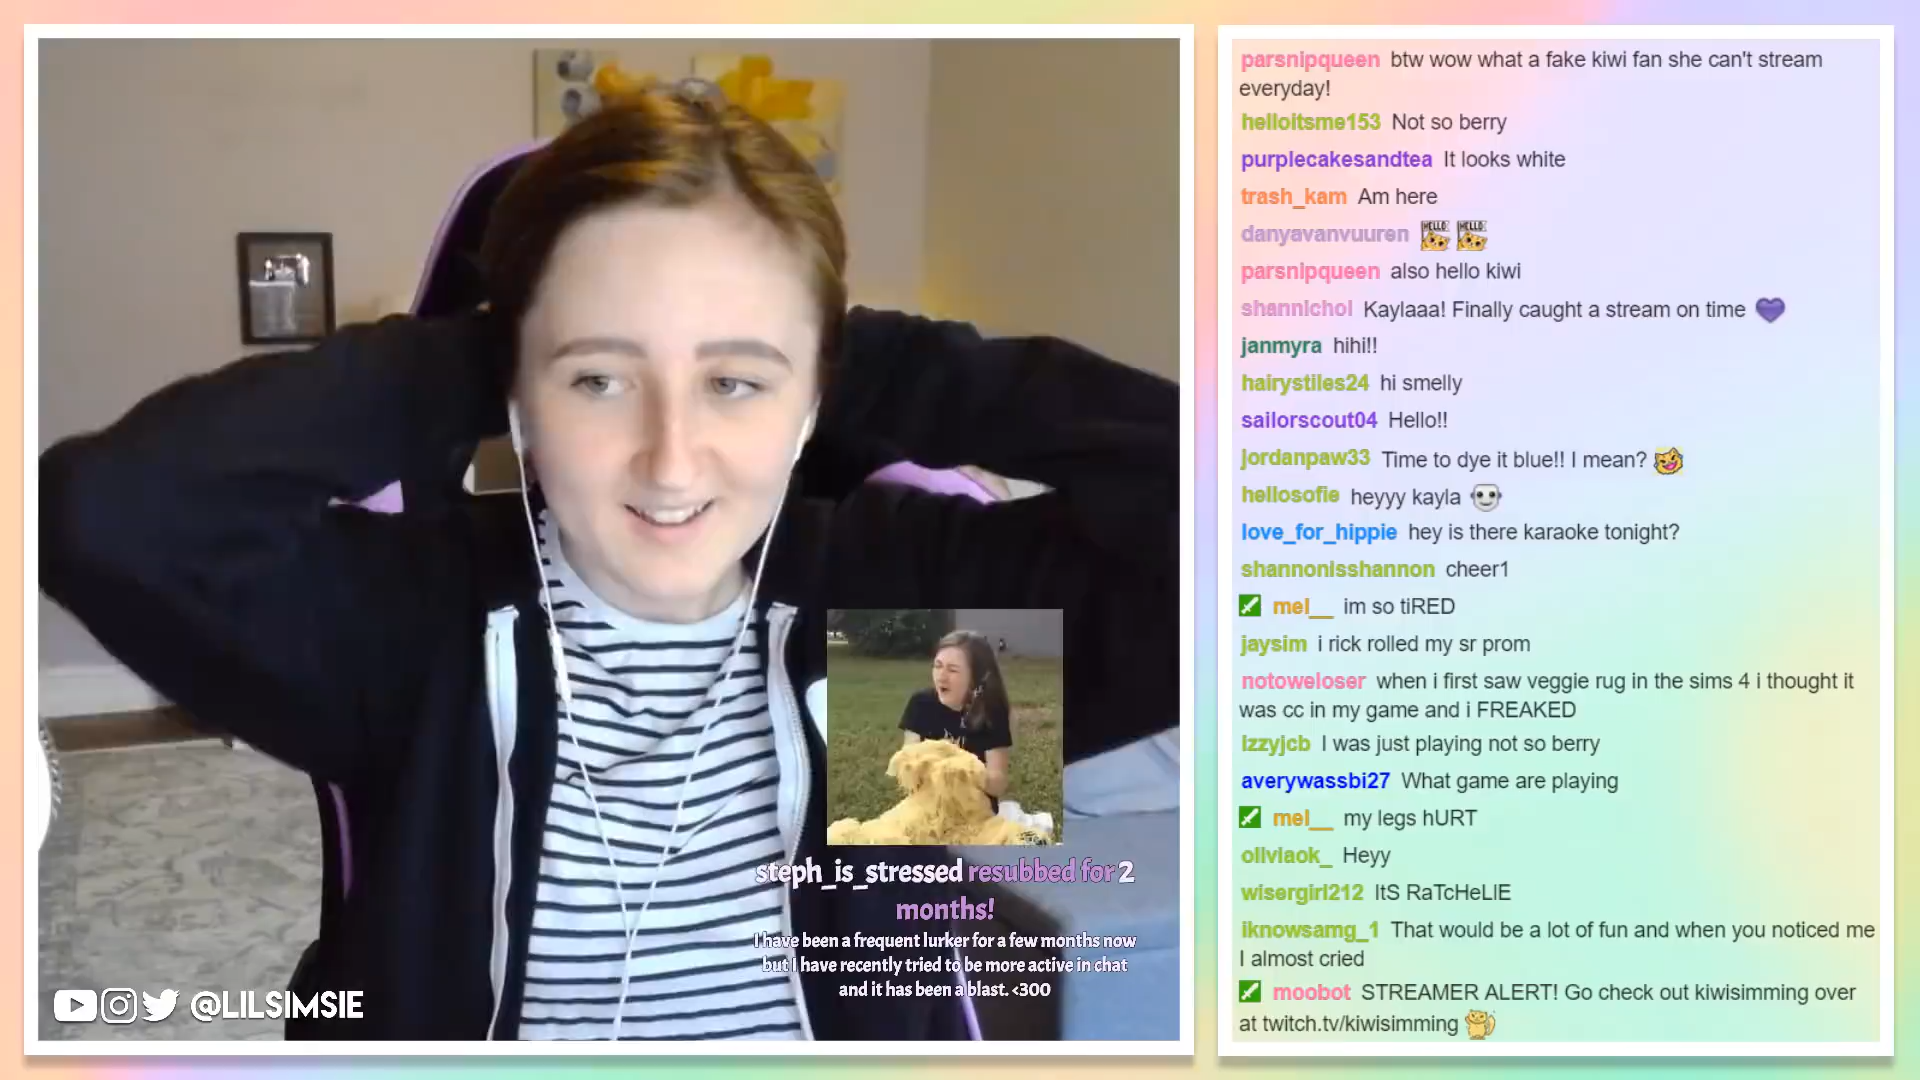 steph_is_stressed resubbed for 2
months!
I have been a frequent lurker for a few months now
but I have recently tried to be more active in chat
and it has been a blast. <300
@LILSIMSIE
parsnipqueen btw wow what a fake kiwi fan she can't stream
everyday!
helloitsme153 Not so berry
purplecakesandtea It looks white
trash_kam Am here
danyavanvuuren HELLO HELLO
parsnipqueen also hello kiwi
shannichol Kaylaaa! Finally caught a stream on time
janmyra hihi!!
hairystiles24 hi smelly
sailorscout04 Hello!!
jordanpaw33 Time to dye it blue!! I mean?
hellosofie heyyy kayla
love_for_hippie hey is there karaoke tonight?
shannonisshannon cheer1
mel__ im so tiRED
jaysim i rick rolled my sr prom
notoweloser when i first saw veggie rug in the sims 4 i thought it
was cc in my game and i FREAKED
izzyjcb I was just playing not so berry
averywassbi27 What game are playing
mel__ my legs hURT
oliviaok_ Heyy
wisergirl212 ItS RaTcHeLlE
iknowsamg_1 That would be a lot of fun and when you noticed me
I almost cried
moobot STREAMER ALERT! Go check out kiwisimming over
at twitch.tv/kiwisimming